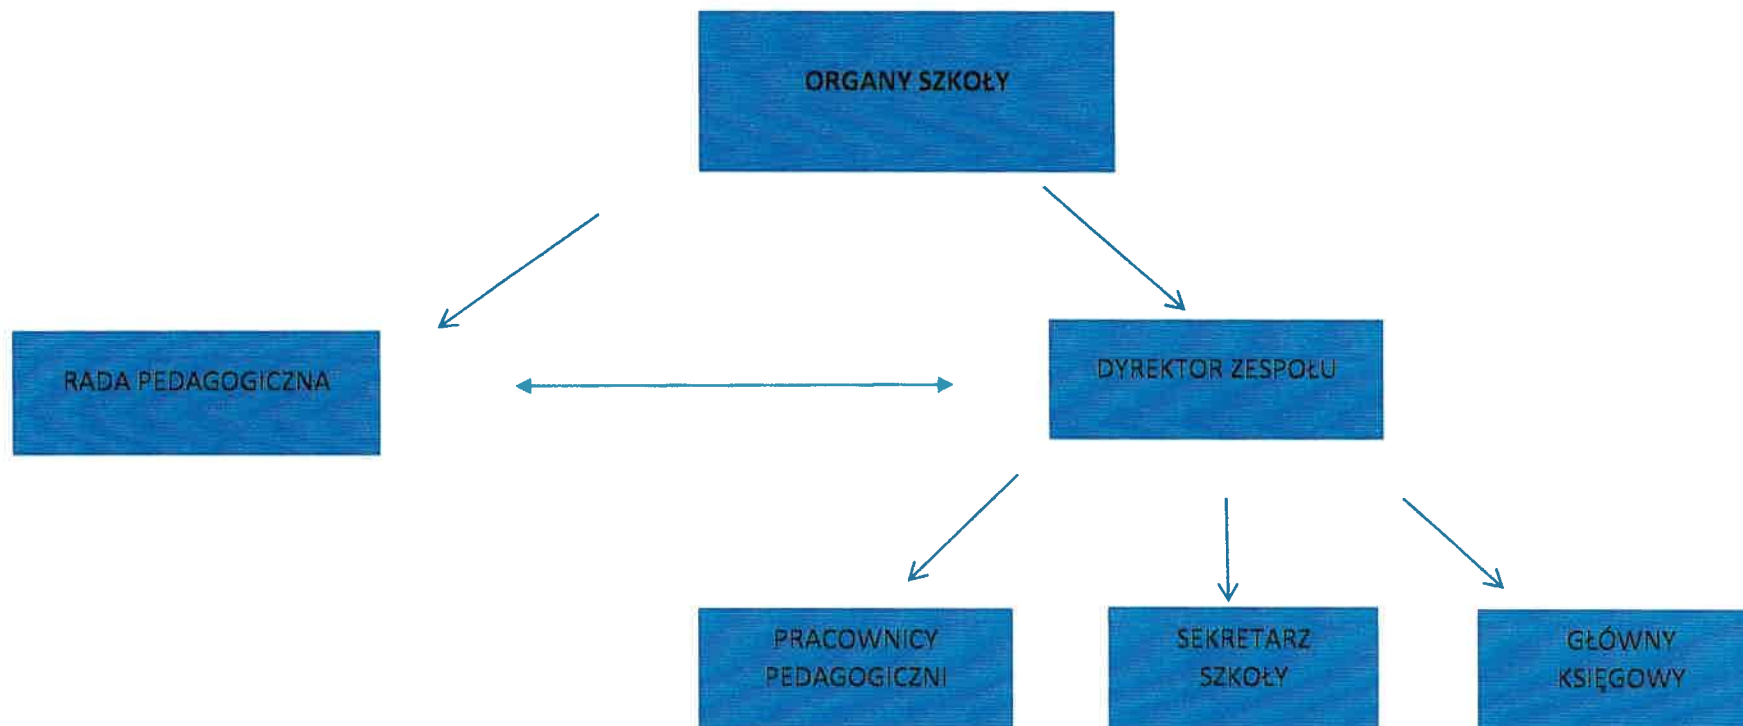 ORGANY SZKOŁY
RADA PEDAGOGICZNA
DYREKTOR ZESPOŁU
PRACOWNICY
PEDAGOGICZNI
SEKRETARZ
SZKOŁY
GŁÓWNY
KSIĘGOWY